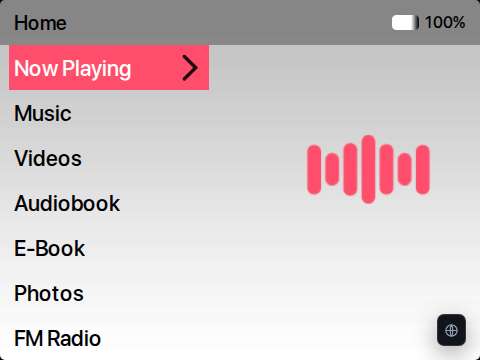 Home
100%
Now Playing
Music
Videos
Audiobook
E-Book
Photos
FM Radio